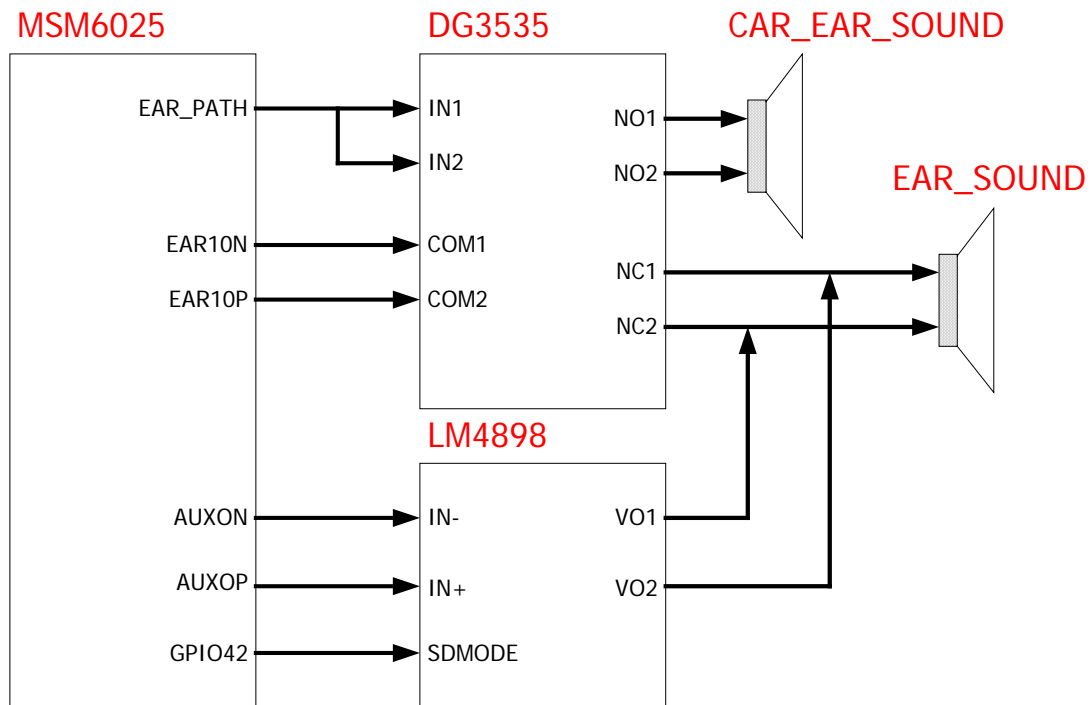 MSM6025
DG3535
CAR_EAR_SOUND
EAR_PATH
IN1
NO1
IN2
NO2
EAR_SOUND
EAR10N
COM1
NC1
EAR10P
COM2
NC2
LM4898
AUXON
IN-
VO1
AUXOP
IN+
VO2
GPIO42
SDMODE